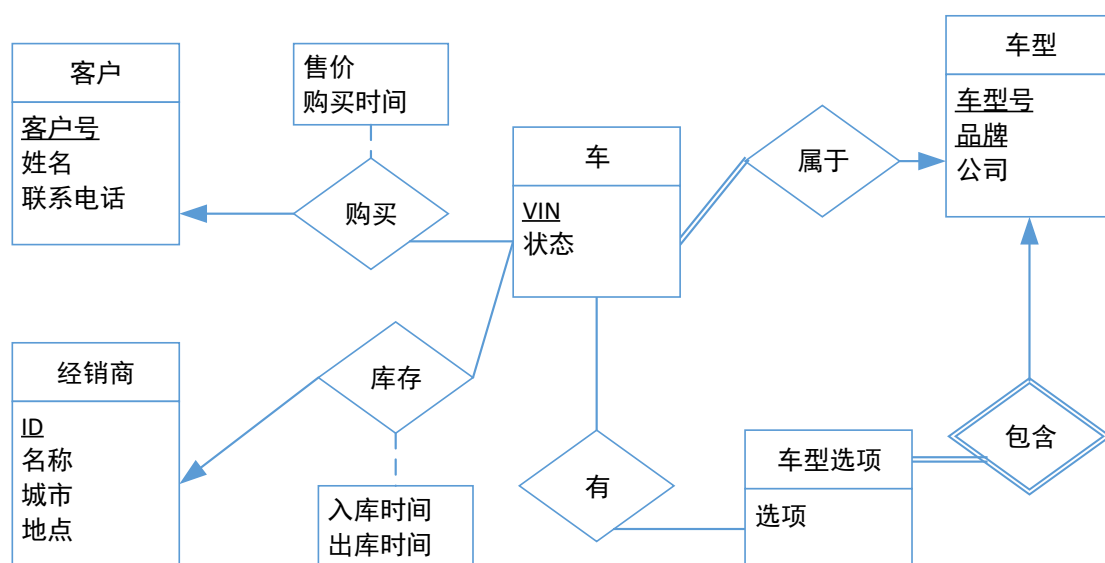 客户
客户号
姓名
联系电话
售价
购买时间
购买
车
VIN
状态
属于
车型
车型号
品牌
公司
经销商
ID
名称
城市
地点
库存
入库时间
出库时间
有
车型选项
选项
包含